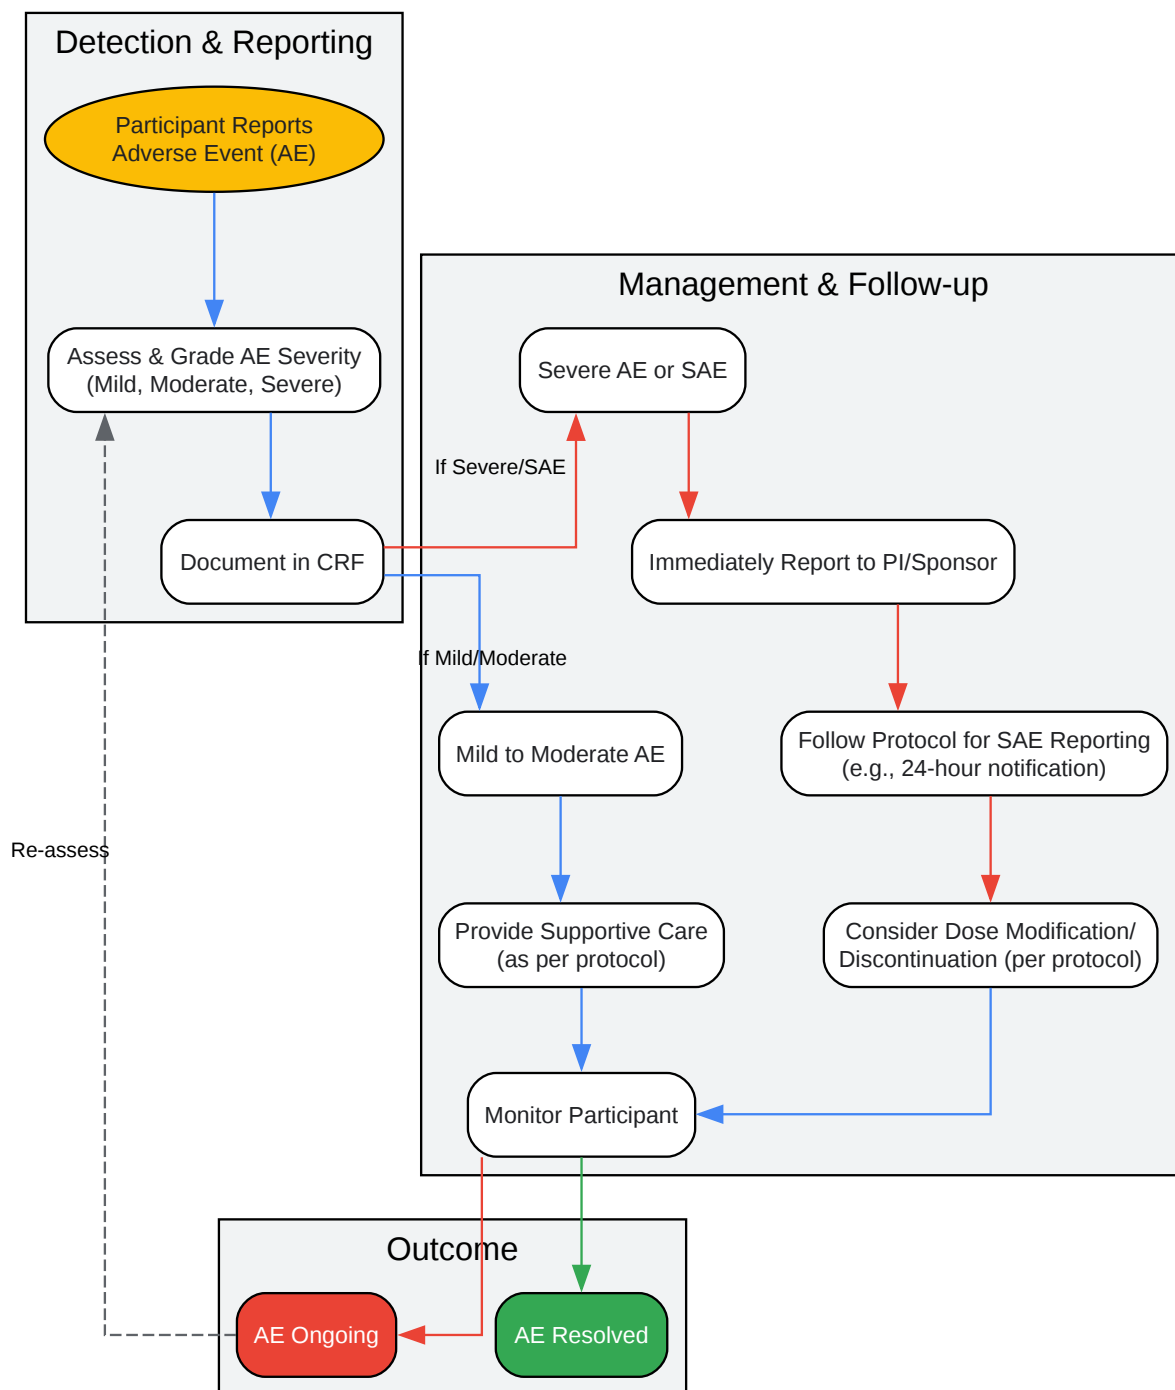 Detection & Reporting
Participant Reports
Adverse Event (AE)
Assess & Grade AE Severity
(Mild, Moderate, Severe)
Document in CRF
Management & Follow-up
Severe AE or SAE
If Severe/SAE
Immediately Report to PI/Sponsor
If Mild/Moderate
Mild to Moderate AE
Follow Protocol for SAE Reporting
(e.g., 24-hour notification)
Re-assess
Provide Supportive Care
(as per protocol)
Consider Dose Modification/
Discontinuation (per protocol)
Monitor Participant
Outcome
AE Ongoing
AE Resolved